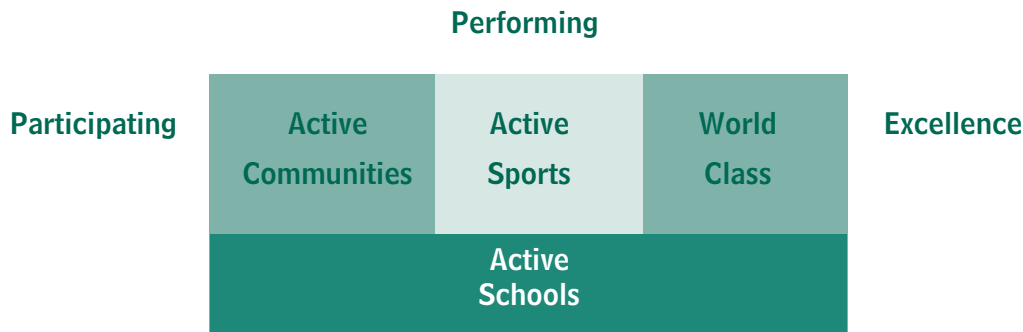 Performing
Participating
Active
Communities
Active
Sports
World
Class
Excellence
Active
Schools